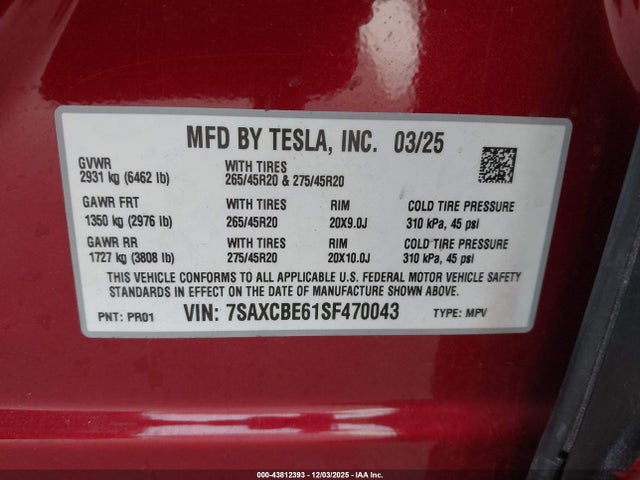 MFD BY TESLA, INC. 03/25
GVWR
2931 kg (6462 lb)
WITH TIRES
265/45R20 & 275/45R20
GAWR FRT
1350 kg (2976 lb)
WITH TIRES
265/45R20
RIM
20X9.0J
COLD TIRE PRESSURE
310 kPa, 45 psi
GAWR RR
1727 kg (3808 lb)
WITH TIRES
275/45R20
RIM
20X10.0J
COLD TIRE PRESSURE
310 kPa, 45 psi
THIS VEHICLE CONFORMS TO ALL APPLICABLE U.S. FEDERAL MOTOR VEHICLE SAFETY
STANDARDS IN EFFECT ON THE DATE OF MANUFACTURE SHOWN ABOVE.
PNT: PR01 VIN: 7SAXCBE61SF470043 TYPE: MPV
000-43812393 - 12/03/2025 - IAA Inc.